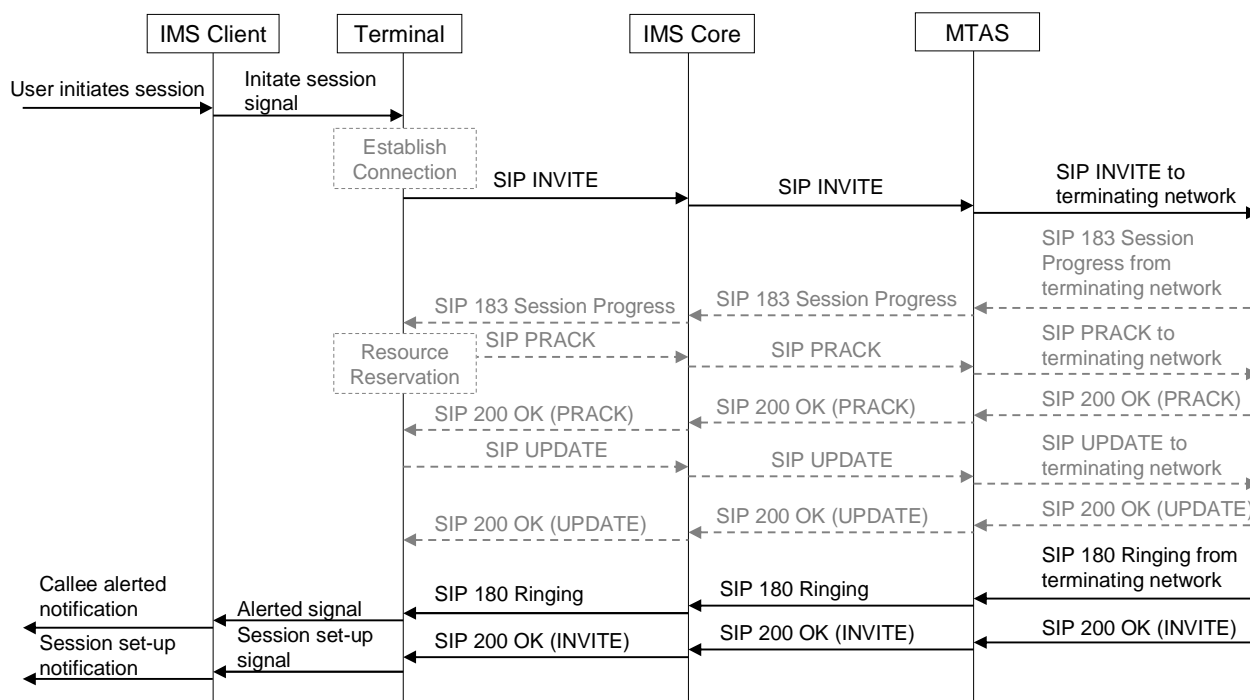 IMS Client
Terminal
IMS Core
MTAS
User initiates session
Initate session
signal
Establish
Connection
SIP INVITE
SIP INVITE
SIP INVITE to
terminating network
SIP 183 Session
Progress from
terminating network
SIP 183 Session Progress
SIP 183 Session Progress
Resource
Reservation
SIP PRACK
SIP PRACK
SIP PRACK to
terminating network
SIP 200 OK (PRACK)
SIP 200 OK (PRACK)
SIP 200 OK (PRACK)
SIP UPDATE
SIP UPDATE
SIP UPDATE to
terminating network
SIP 200 OK (UPDATE)
SIP 200 OK (UPDATE)
SIP 200 OK (UPDATE)
SIP 180 Ringing from
terminating network
SIP 180 Ringing
SIP 180 Ringing
Callee alerted
notification
Alerted signal
Session set-up
notification
Session set-up
signal
SIP 200 OK (INVITE)
SIP 200 OK (INVITE)
SIP 200 OK (INVITE)